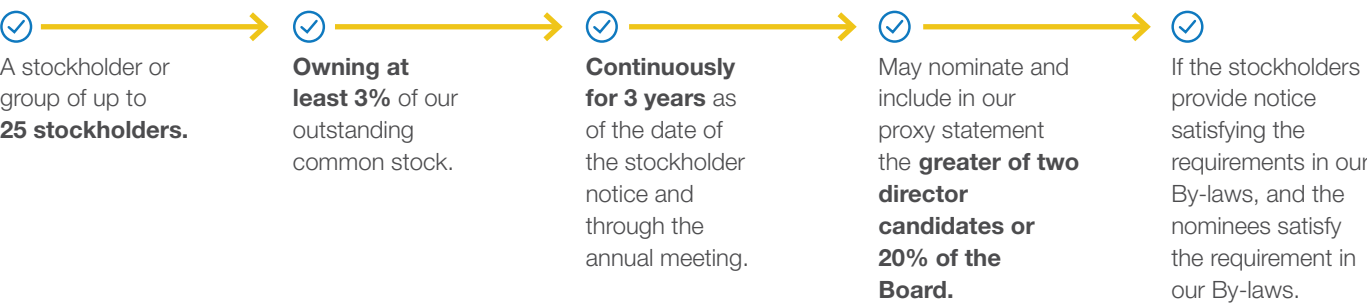 A stockholder or
group of up to
25 stockholders.
Owning at
least 3% of our
outstanding
common stock.
Continuously
for 3 years as
of the date of
the stockholder
notice and
through the
annual meeting.
May nominate and
include in our
proxy statement
the greater of two
director
candidates or
20% of the
Board.
If the stockholders
provide notice
satisfying the
requirements in our
By-laws, and the
nominees satisfy
the requirement in
our By-laws.